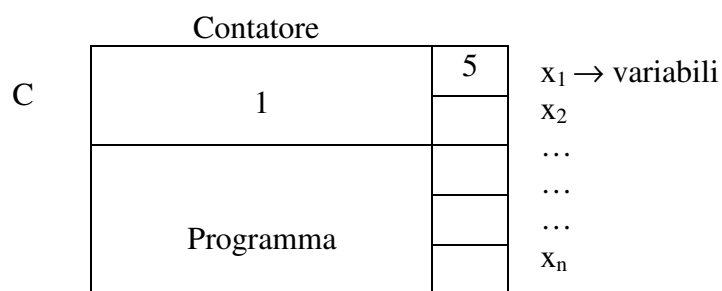 Contatore
C
1
5
x₁ → variabili
x₂
…
…
…
xₙ
Programma